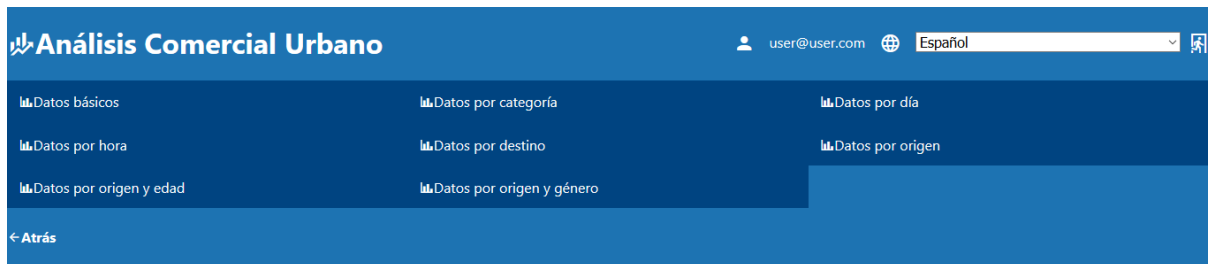 Análisis Comercial Urbano
user@user.com
Español
Datos básicos
Datos por categoría
Datos por día
Datos por hora
Datos por destino
Datos por origen
Datos por origen y edad
Datos por origen y género
Atrás